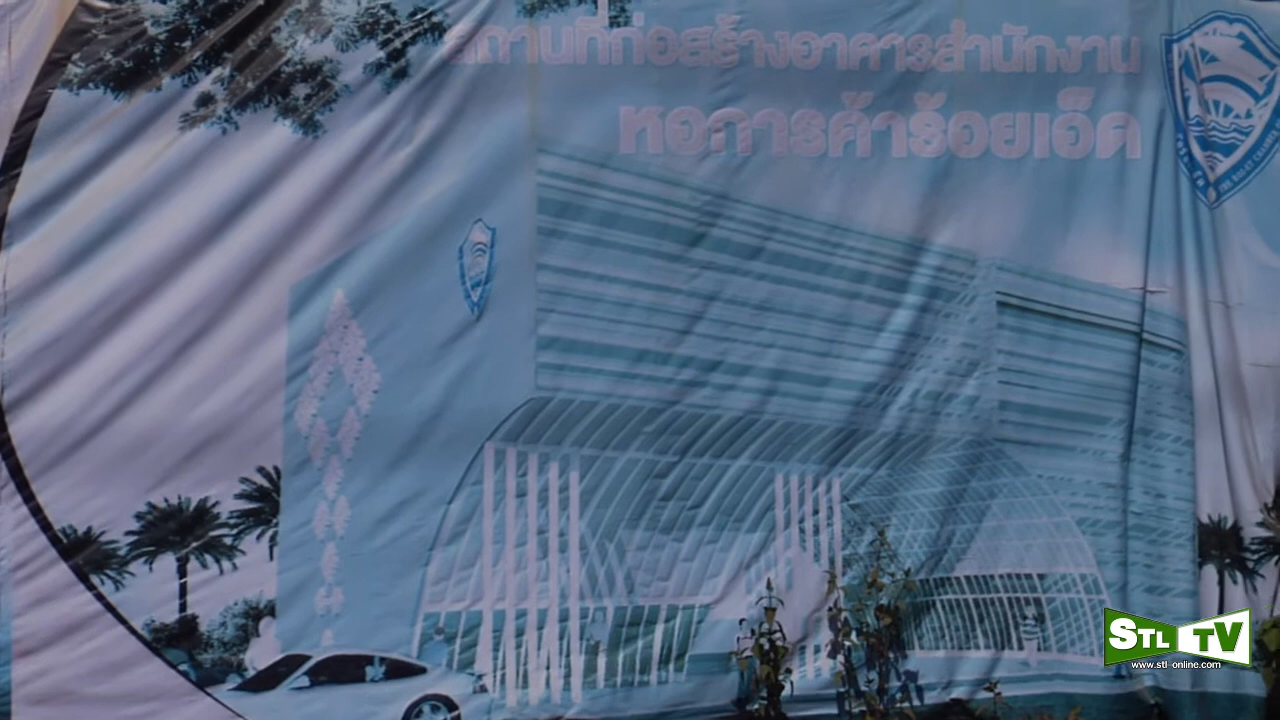 สถานที่ก่อสร้างอาคารสำนักงาน
หอการค้าร้อยเอ็ด
STL TV
www.stl-online.com